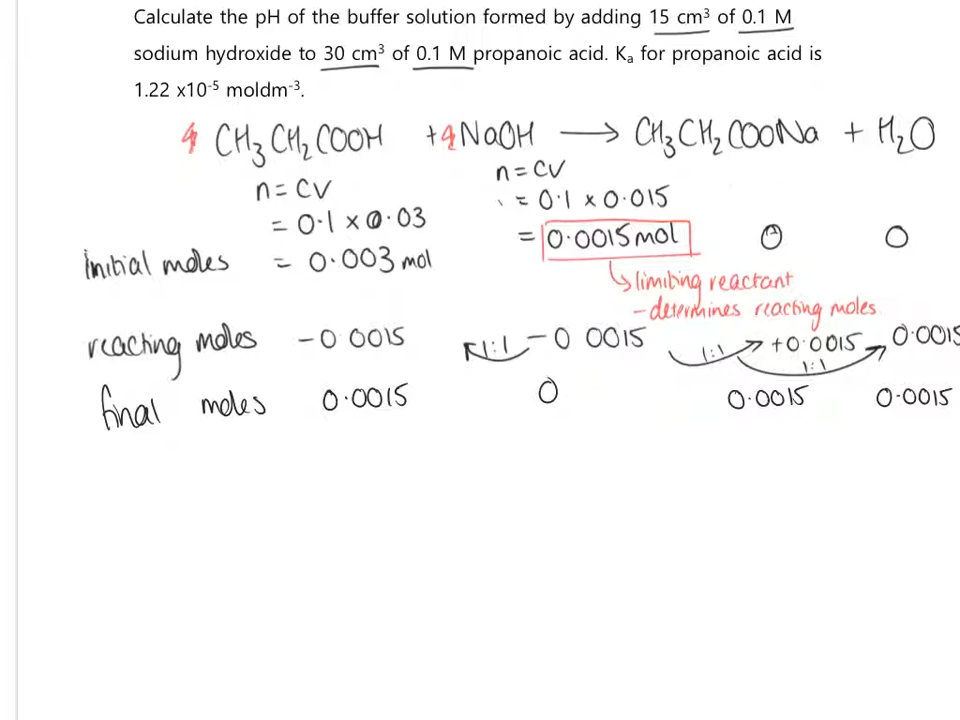 Calculate the pH of the buffer solution formed by adding 15 cm³ of 0.1 M
sodium hydroxide to 30 cm³ of 0.1 M propanoic acid. Kₐ for propanoic acid is
1.22 x10⁻⁵ moldm⁻³.
CH₃CH₂COOH + NaOH ⟶ CH₃CH₂COONa + H₂O
n = cv n = cv
= 0.1 x 0.03 = 0.1 x 0.015
initial moles = 0.003 mol = 0.0015 mol 0 0
↳ limiting reactant
- determines reacting moles
reacting moles -0.0015 1:1 -0.0015 1:1 +0.0015 0.0015
1:1
final moles 0.0015 0 0.0015 0.0015